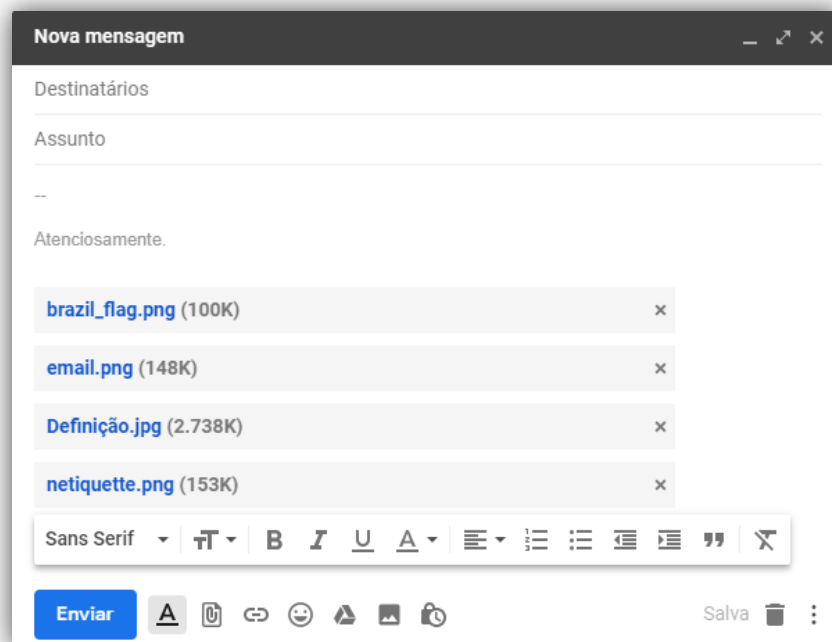 Nova mensagem
Destinatários
Assunto
--
Atenciosamente.
brazil_flag.png (100K)
email.png (148K)
Definição.jpg (2.738K)
netiquette.png (153K)
Sans Serif
Enviar
Salva